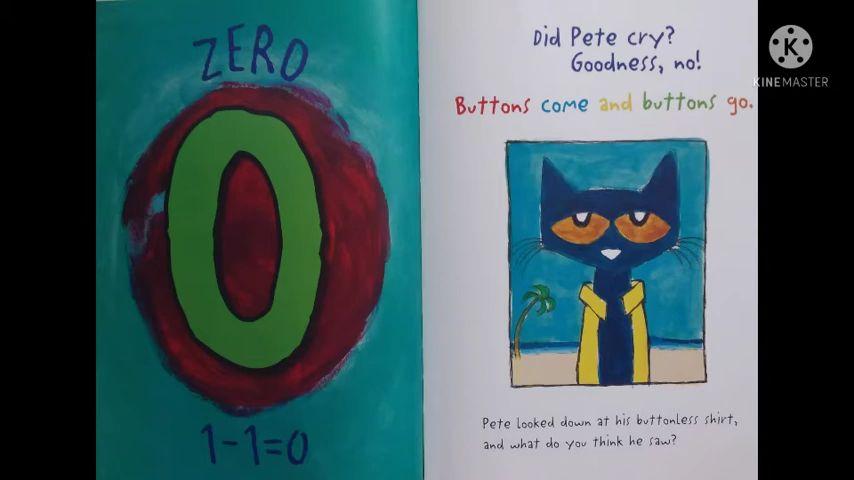 ZERO
0
1-1=0
Did Pete cry?
Goodness, no!
Buttons come and buttons go.
Pete looked down at his buttonless shirt,
and what do you think he saw?
K
KINEMASTER